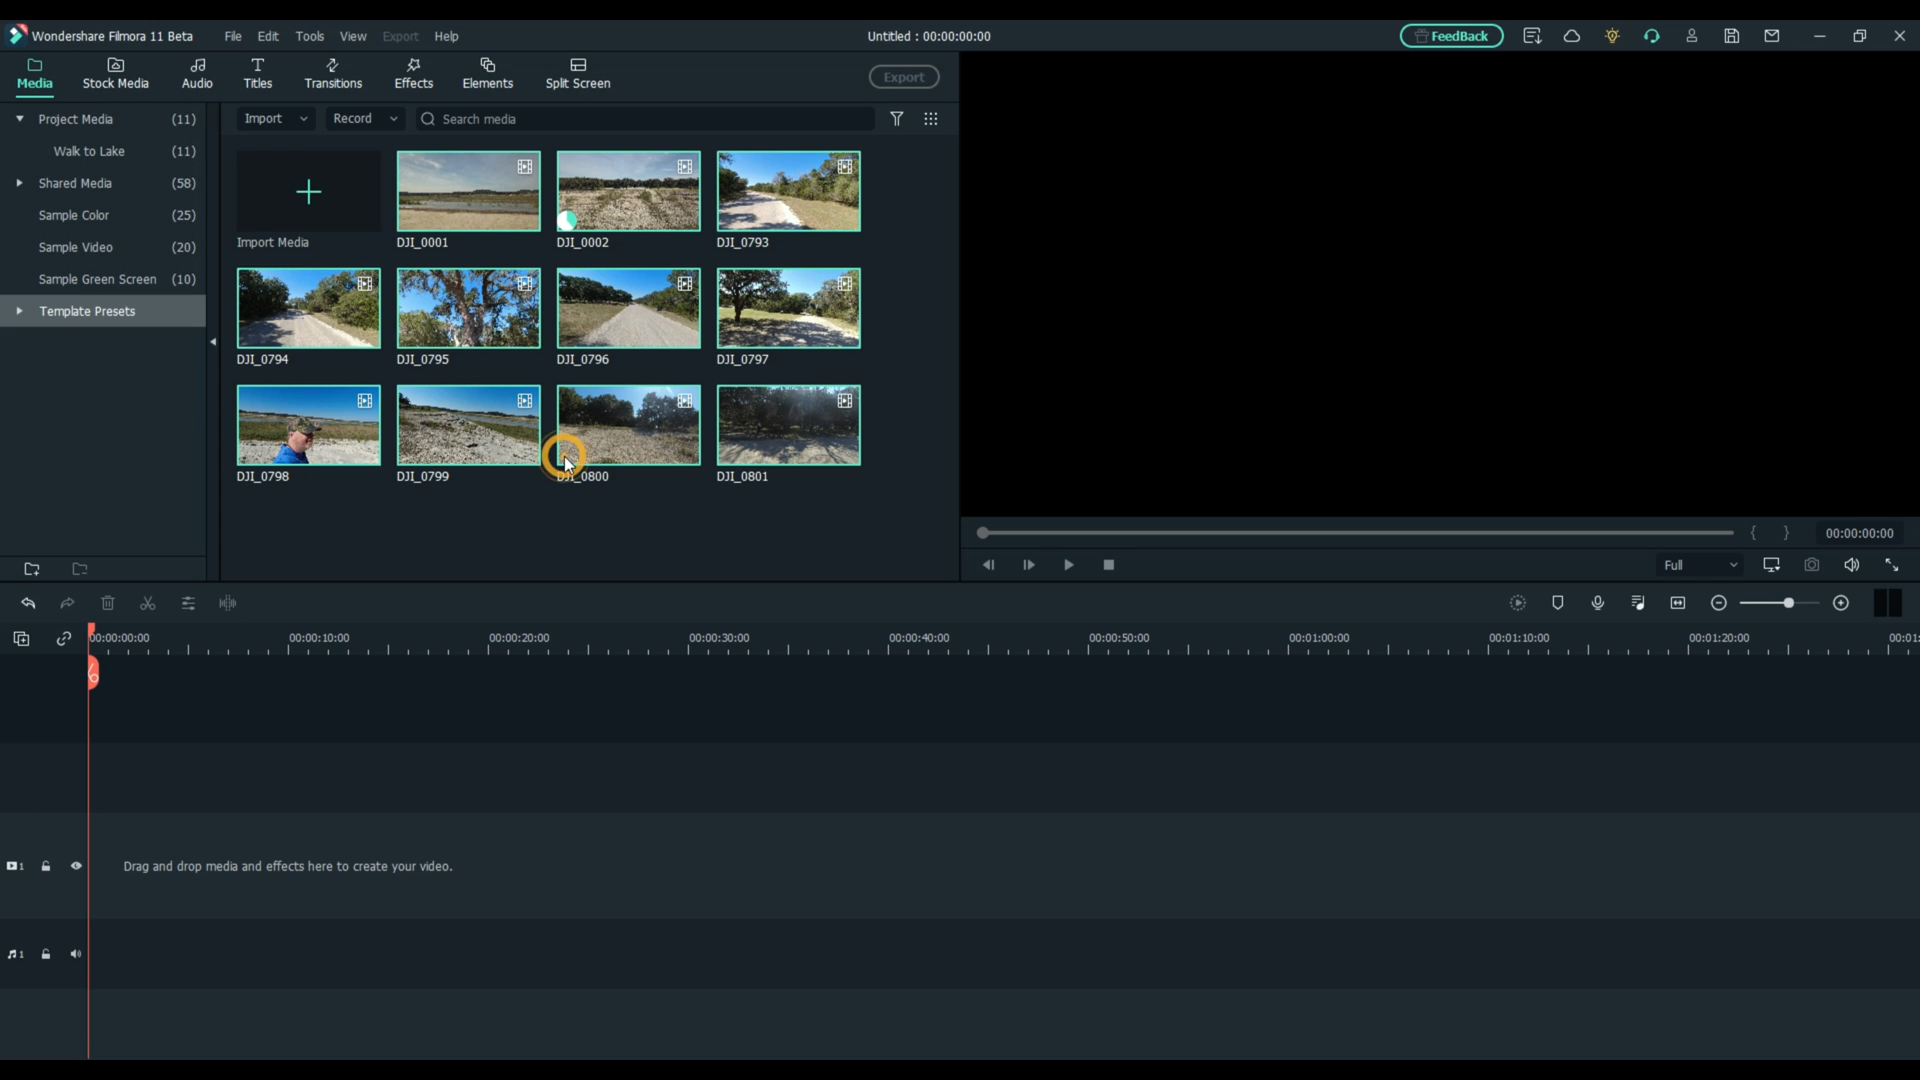 Wondershare Filmora 11 Beta File Edit Tools View Export Help Untitled : 00:00:00:00 FeedBack
Media Stock Media Audio Titles Transitions Effects Elements Split Screen Export
Project Media (11) Import Record Search media
Walk to Lake (11)
Shared Media (58)
Sample Color (25)
Sample Video (20)
Sample Green Screen (10)
Template Presets
Import Media DJI_0001 DJI_0002 DJI_0793
DJI_0794 DJI_0795 DJI_0796 DJI_0797
DJI_0798 DJI_0799 DJI_0800 DJI_0801
00:00:00:00
Full
00:00:00:00 00:00:10:00 00:00:20:00 00:00:30:00 00:00:40:00 00:00:50:00 00:01:00:00 00:01:10:00 00:01:20:00 00:01:
1 Drag and drop media and effects here to create your video.
1